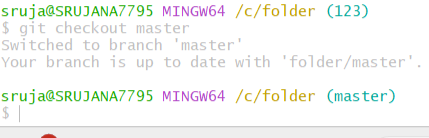 sruja@SRUJANA7795 MINGW64 /c/folder (123)
$ git checkout master
Switched to branch 'master'
Your branch is up to date with 'folder/master'.
sruja@SRUJANA7795 MINGW64 /c/folder (master)
$